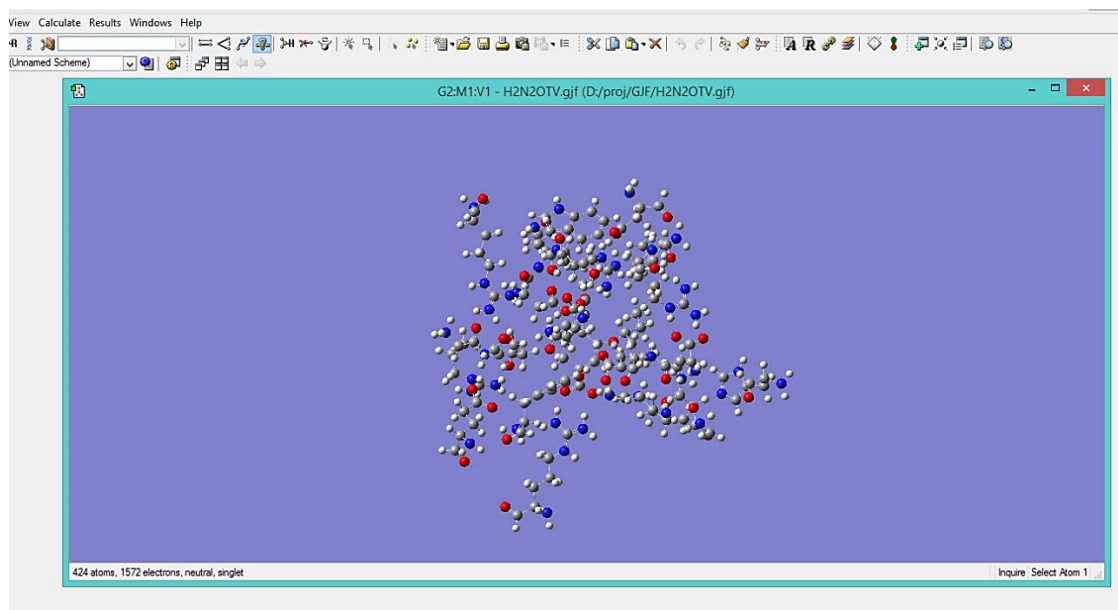 View Calculate Results Windows Help
(Unnamed Scheme)
G2:M1:V1 - H2N2OTV.gjf (D:/proj/GJF/H2N2OTV.gjf)
424 atoms, 1572 electrons, neutral, singlet
Inquire Select Atom 1